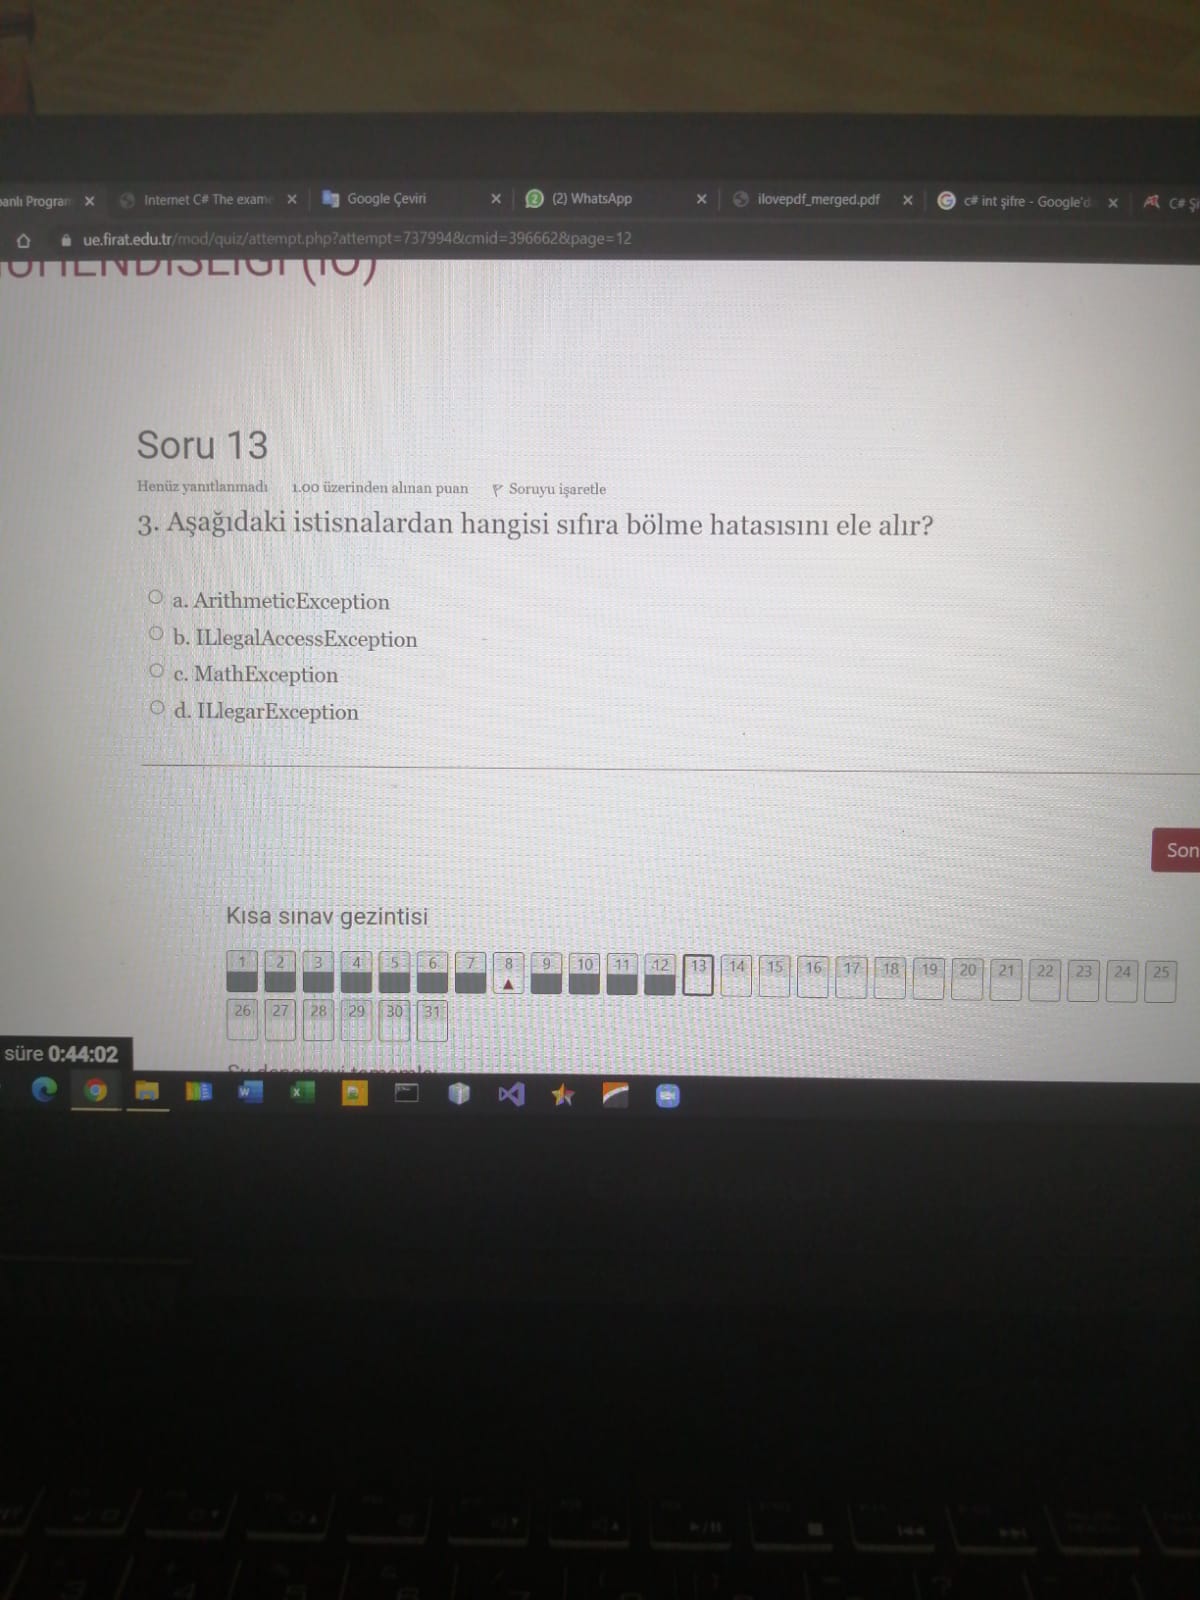 Internet C# The exam
Google Çeviri
(2) WhatsApp
ilovepdf_merged.pdf
c# int şifre - Google'd
C# Şi
ue.firat.edu.tr/mod/quiz/attempt.php?attempt=737994&cmid=396662&page=12
Soru 13
Henüz yanıtlanmadı 1.00 üzerinden alınan puan Soruyu işaretle
3. Aşağıdaki istisnalardan hangisi sıfıra bölme hatasısını ele alır?
a. ArithmeticException
b. ILlegalAccessException
c. MathException
d. ILlegarException
Son
Kısa sınav gezintisi
1 2 3 4 5 6 7 8 9 10 11 12 13 14 15 16 17 18 19 20 21 22 23 24 25
26 27 28 29 30 31
süre 0:44:02